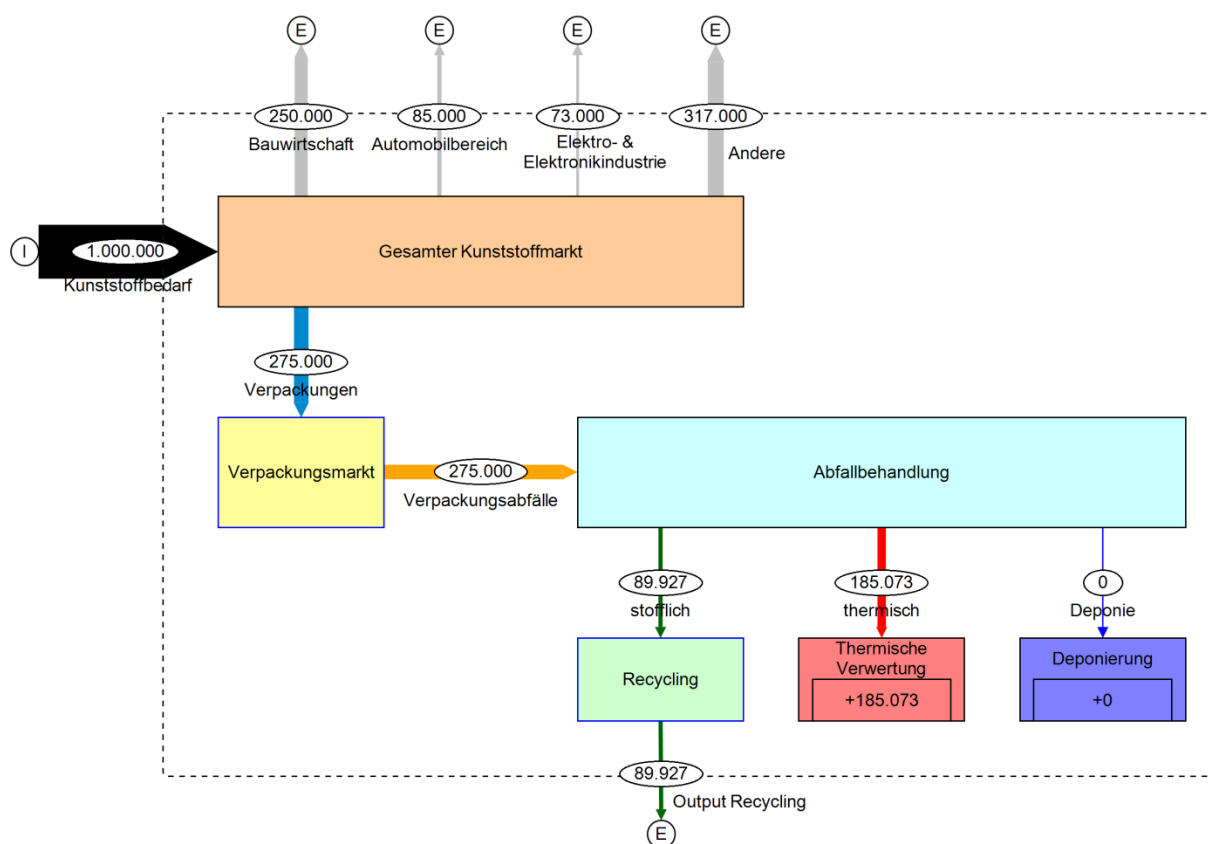 E
E
E
E
250.000
85.000
73.000
317.000
Bauwirtschaft
Automobilbereich
Elektro- &
Elektronikindustrie
Andere
I
1.000.000
Kunststoffbedarf
Gesamter Kunststoffmarkt
275.000
Verpackungen
Verpackungsmarkt
275.000
Verpackungsabfälle
Abfallbehandlung
89.927
stofflich
185.073
thermisch
0
Deponie
Recycling
Thermische
Verwertung
+185.073
Deponierung
+0
89.927
Output Recycling
E